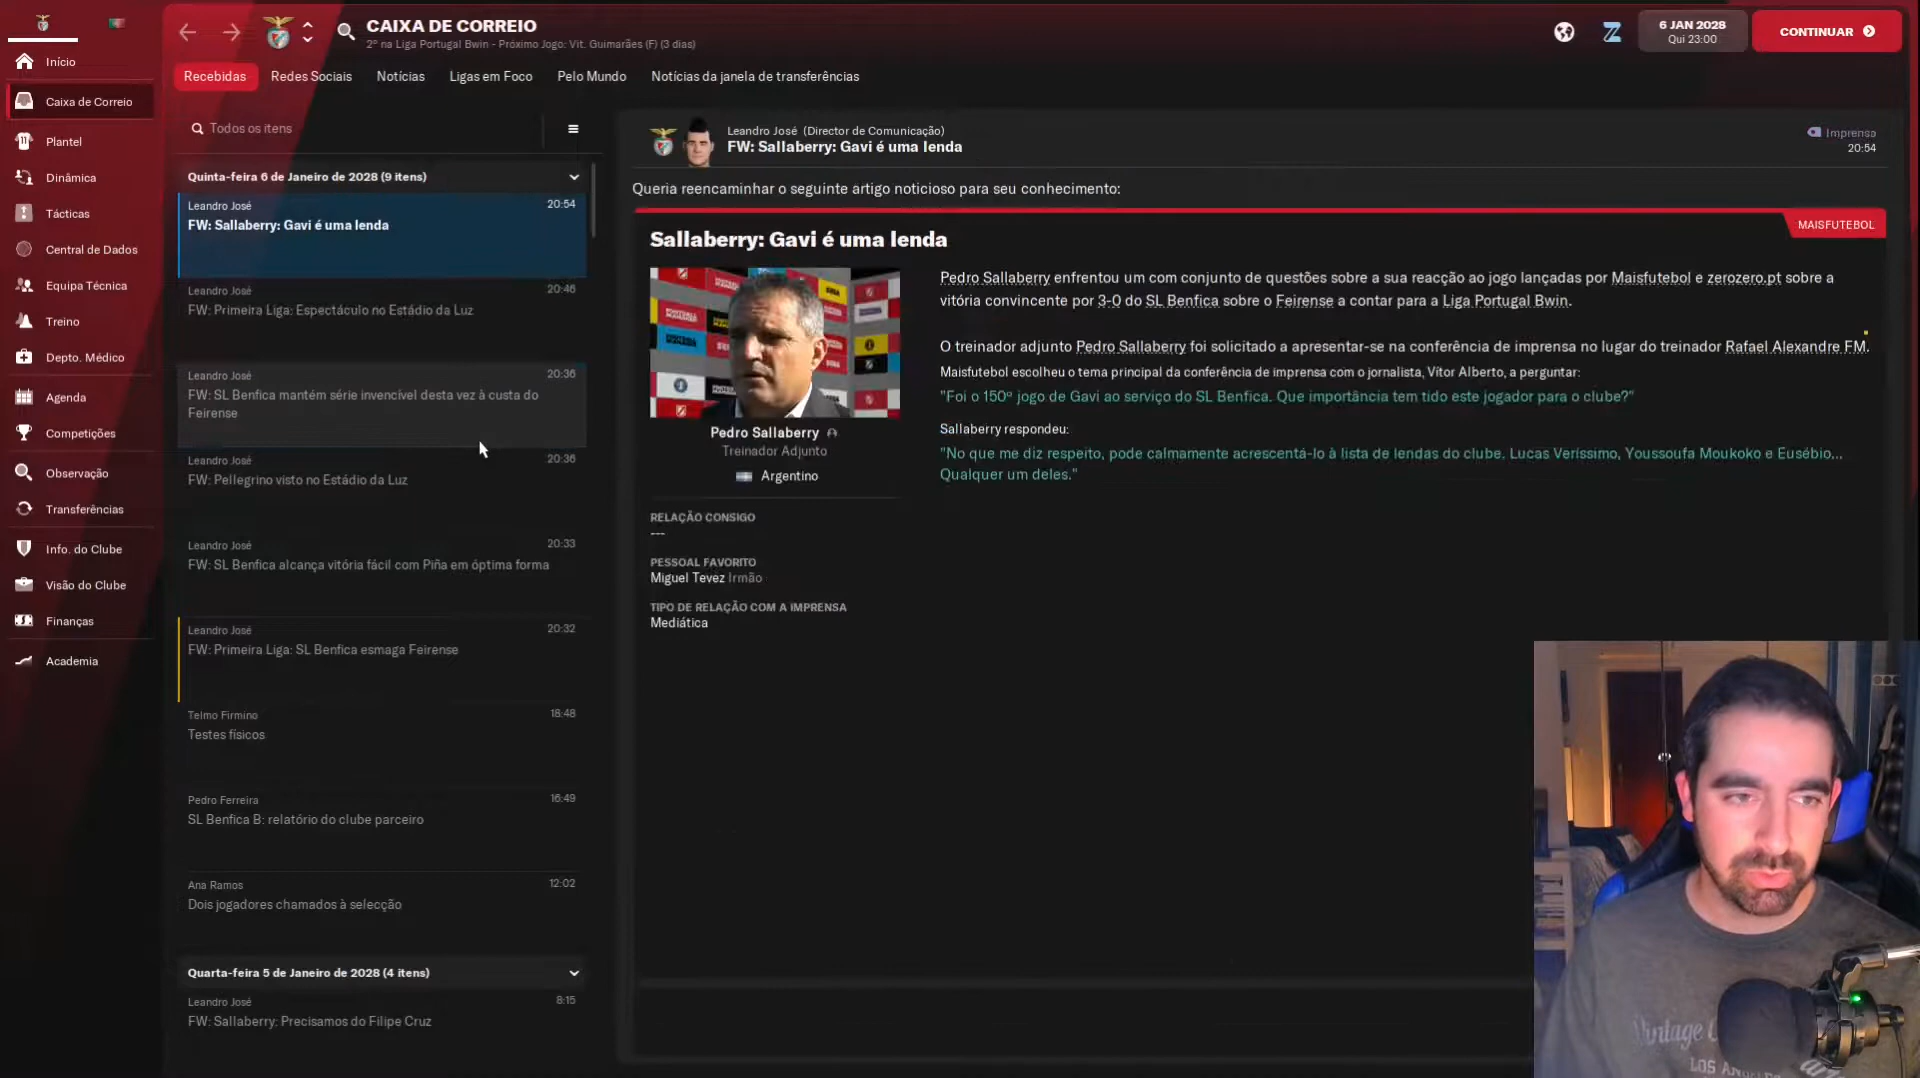 CAIXA DE CORREIO
2º na Liga Portugal Bwin - Próximo Jogo: Vit. Guimarães (F) (3 dias)
6 JAN 2028
Qui 23:00
CONTINUAR
Início
Caixa de Correio
Plantel
Dinâmica
Tácticas
Central de Dados
Equipa Técnica
Treino
Depto. Médico
Agenda
Competições
Observação
Transferências
Info. do Clube
Visão do Clube
Finanças
Academia
Recebidas
Redes Sociais
Notícias
Ligas em Foco
Pelo Mundo
Notícias da janela de transferências
Todos os itens
Quinta-feira 6 de Janeiro de 2028 (9 itens)
Leandro José 20:54
FW: Sallaberry: Gavi é uma lenda
Leandro José 20:46
FW: Primeira Liga: Espectáculo no Estádio da Luz
Leandro José 20:36
FW: SL Benfica mantém série invencível desta vez à custa do
Feirense
Leandro José 20:36
FW: Pellegrino visto no Estádio da Luz
Leandro José 20:33
FW: SL Benfica alcança vitória fácil com Piña em óptima forma
Leandro José 20:32
FW: Primeira Liga: SL Benfica esmaga Feirense
Telmo Firmino 18:48
Testes físicos
Pedro Ferreira 16:49
SL Benfica B: relatório do clube parceiro
Ana Ramos 12:02
Dois jogadores chamados à selecção
Quarta-feira 5 de Janeiro de 2028 (4 itens)
Leandro José 8:15
FW: Sallaberry: Precisamos do Filipe Cruz
Leandro José (Director de Comunicação)
FW: Sallaberry: Gavi é uma lenda
Imprensa
20:54
Queria reencaminhar o seguinte artigo noticioso para seu conhecimento:
MAISFUTEBOL
Sallaberry: Gavi é uma lenda
Pedro Sallaberry
Treinador Adjunto
Argentino
RELAÇÃO CONSIGO
---
PESSOAL FAVORITO
Miguel Tevez Irmão
TIPO DE RELAÇÃO COM A IMPRENSA
Mediática
Pedro Sallaberry enfrentou um com conjunto de questões sobre a sua reacção ao jogo lançadas por Maisfutebol e zerozero.pt sobre a
vitória convincente por 3-0 do SL Benfica sobre o Feirense a contar para a Liga Portugal Bwin.
O treinador adjunto Pedro Sallaberry foi solicitado a apresentar-se na conferência de imprensa no lugar do treinador Rafael Alexandre FM.
Maisfutebol escolheu o tema principal da conferência de imprensa com o jornalista, Vítor Alberto, a perguntar:
"Foi o 150º jogo de Gavi ao serviço do SL Benfica. Que importância tem tido este jogador para o clube?"
Sallaberry respondeu:
"No que me diz respeito, pode calmamente acrescentá-lo à lista de lendas do clube. Lucas Veríssimo, Youssoufa Moukoko e Eusébio...
Qualquer um deles."
Vintage
LOS